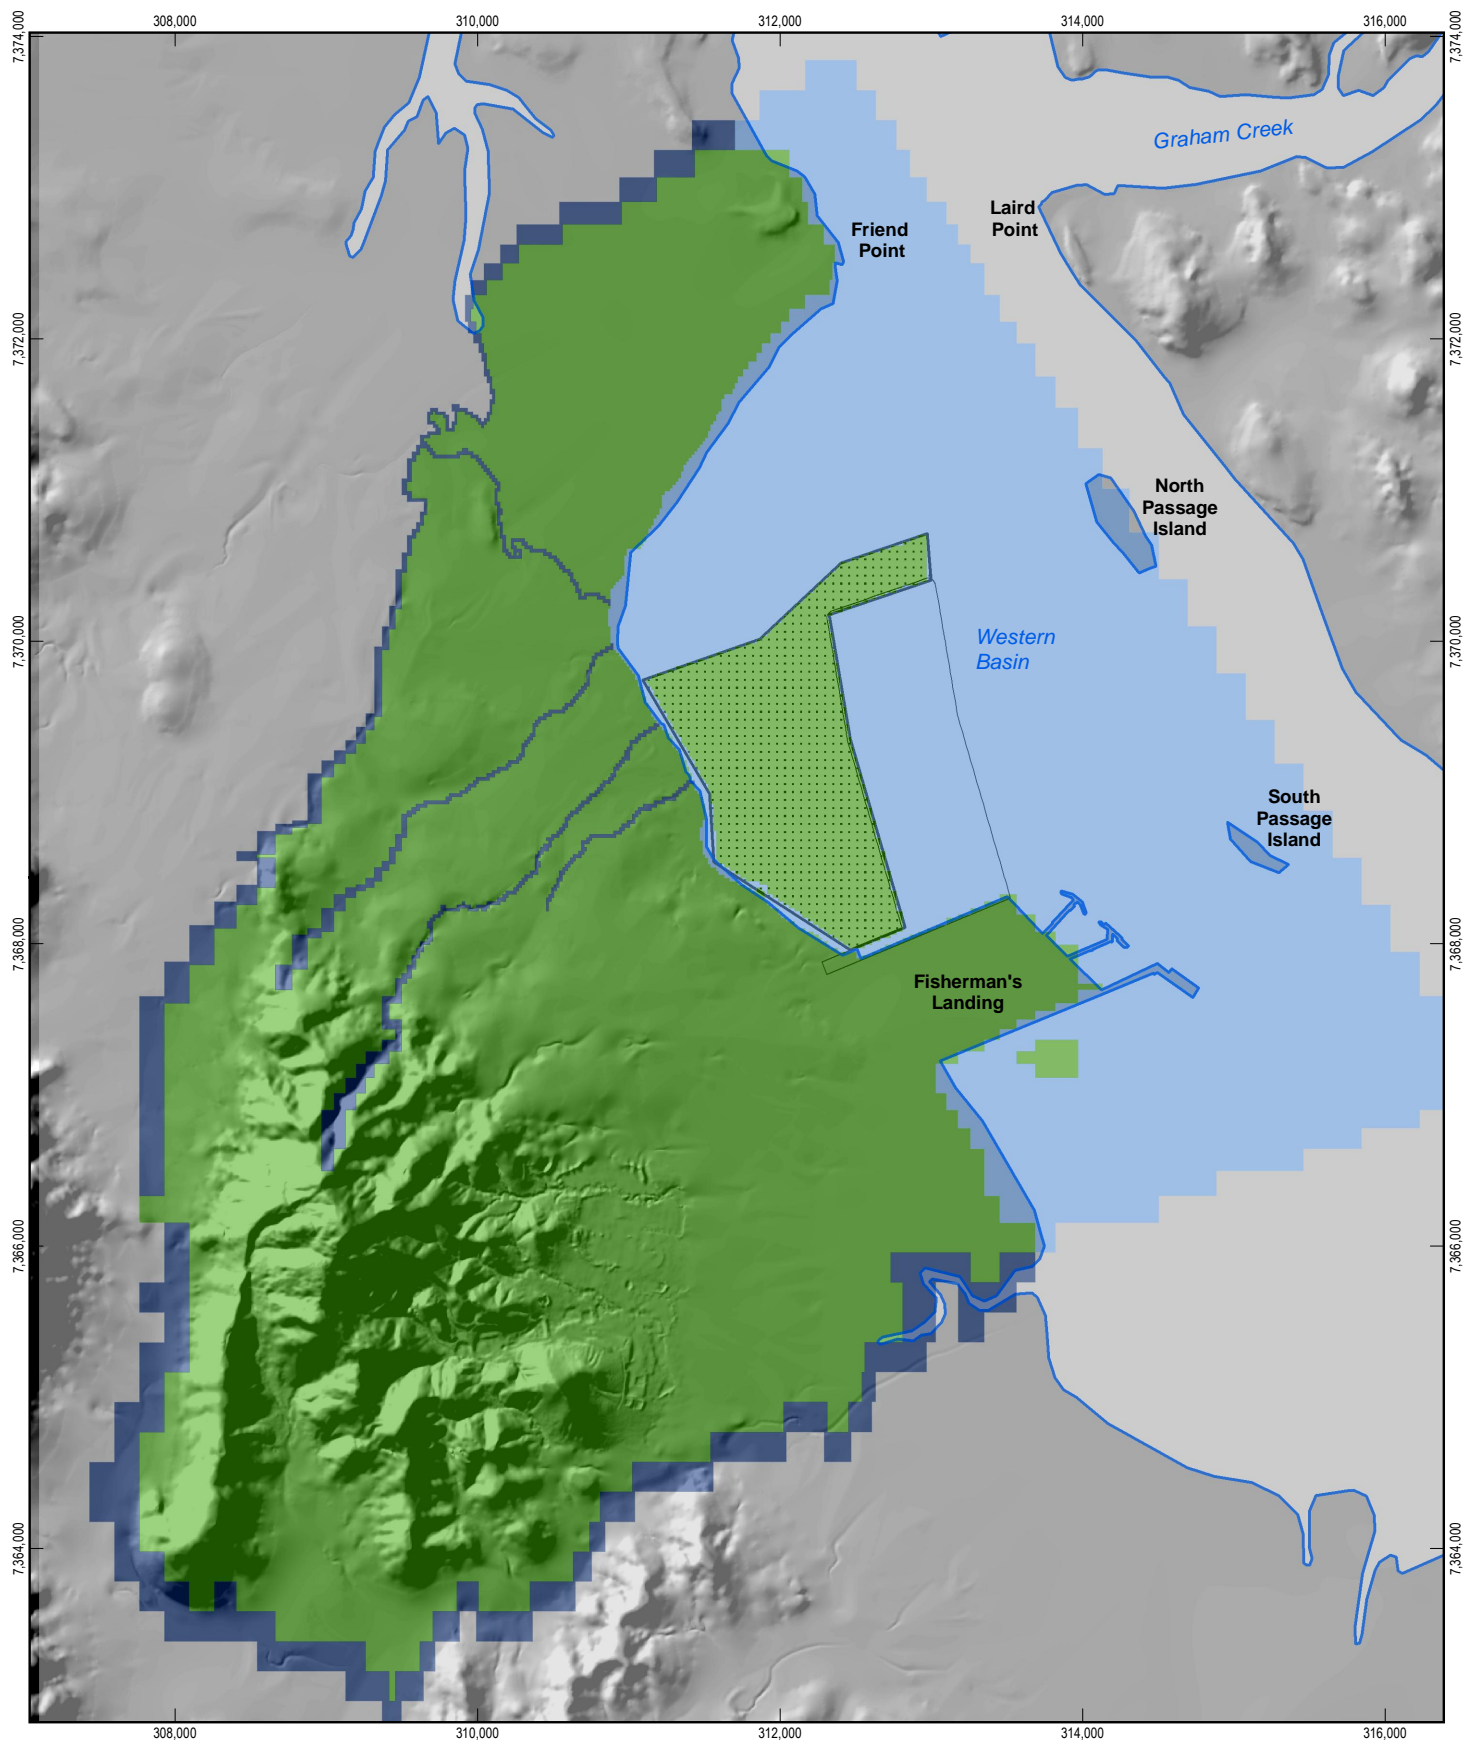 308,000
310,000
312,000
314,000
316,000
7,374,000
7,374,000
Graham Creek
Laird
Point
Friend
Point
7,372,000
7,372,000
North
Passage
Island
Western
Basin
7,370,000
7,370,000
South
Passage
Island
7,368,000
7,368,000
Fisherman's
Landing
7,366,000
7,366,000
7,364,000
7,364,000
308,000
310,000
312,000
314,000
316,000